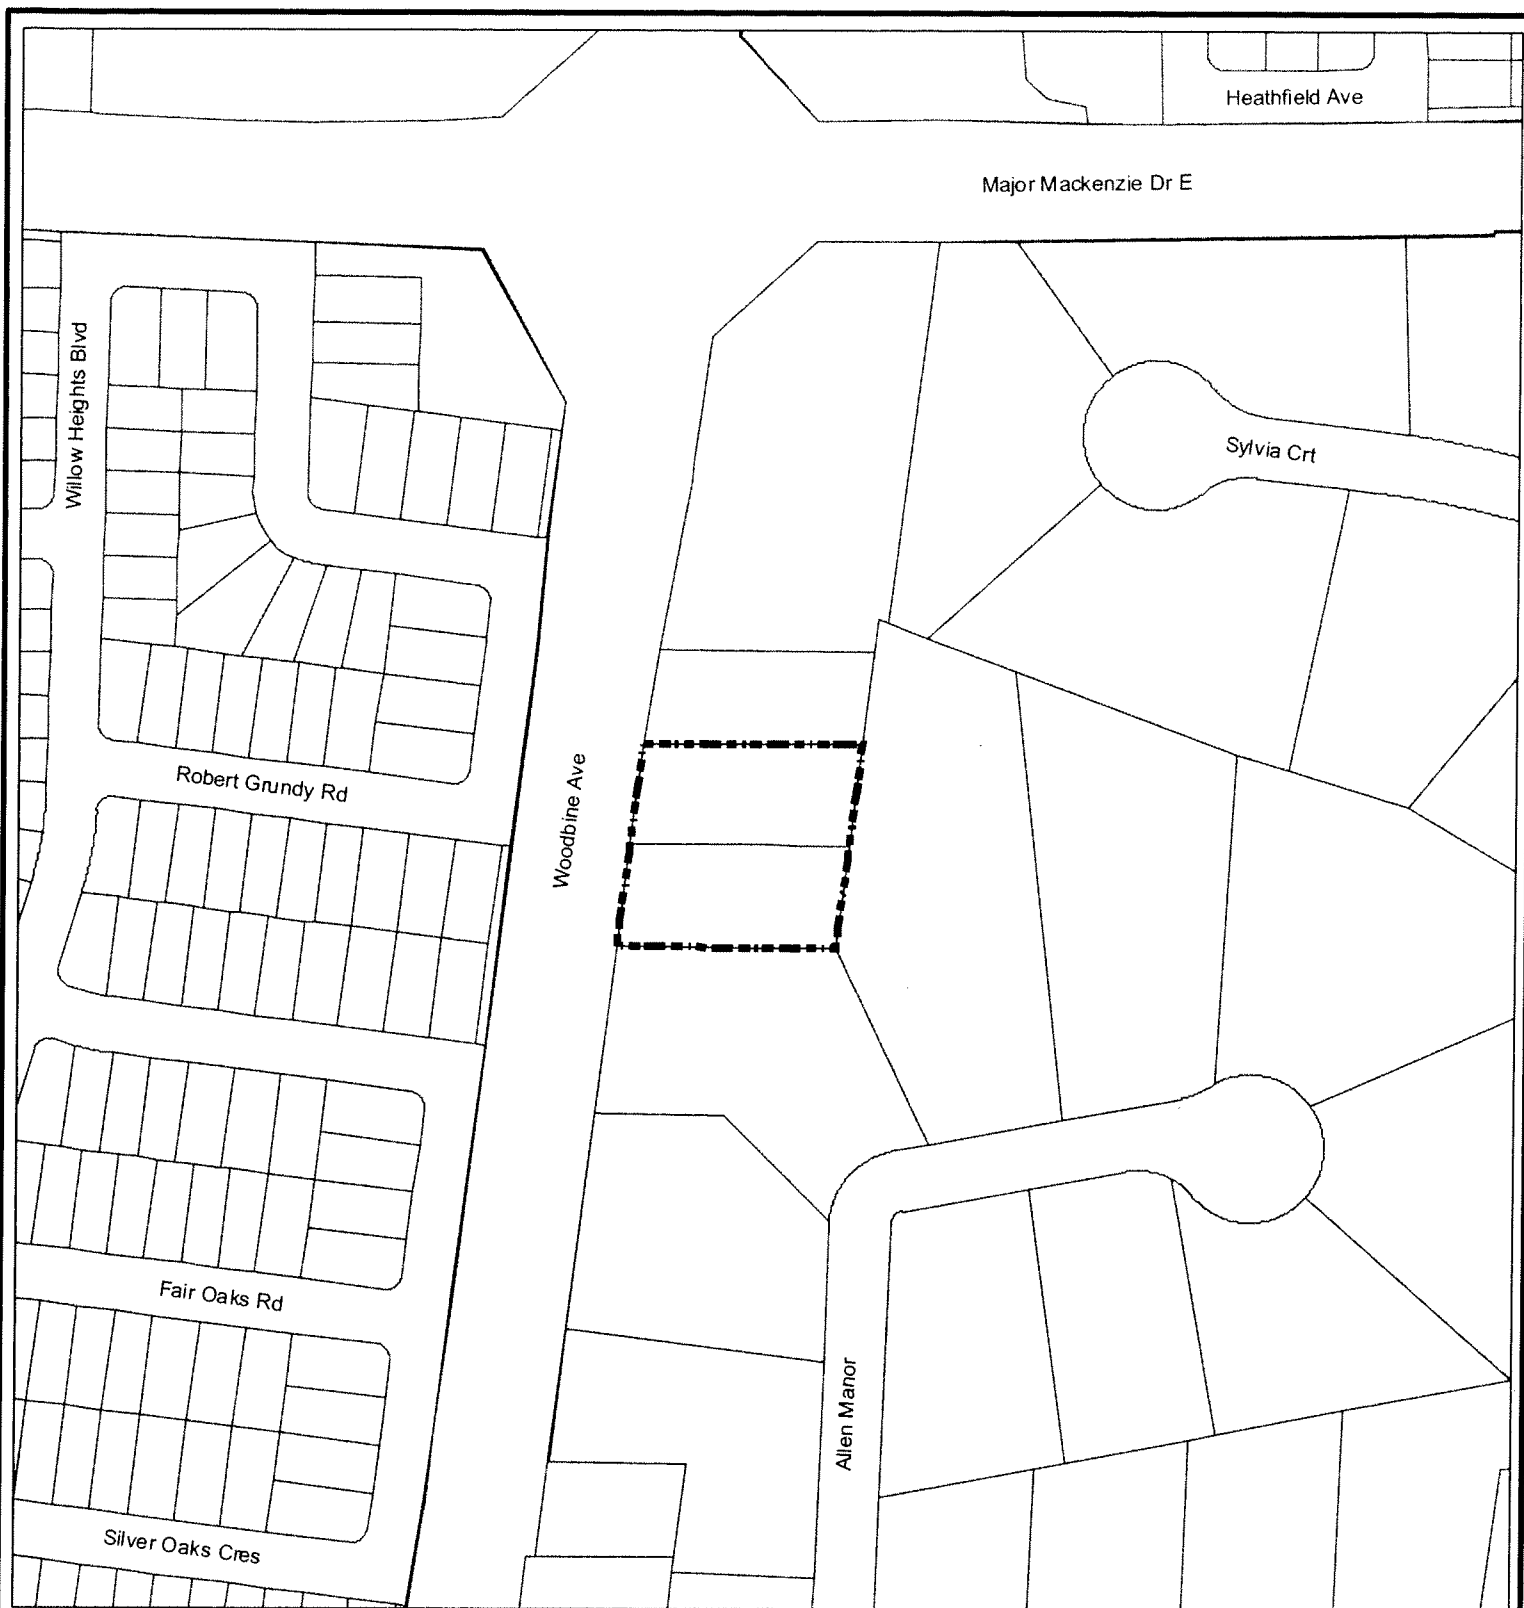 Heathfield Ave
Major Mackenzie Dr E
Willow Heights Blvd
Sylvia Crt
Robert Grundy Rd
Woodbine Ave
Fair Oaks Rd
Allen Manor
Silver Oaks Cres